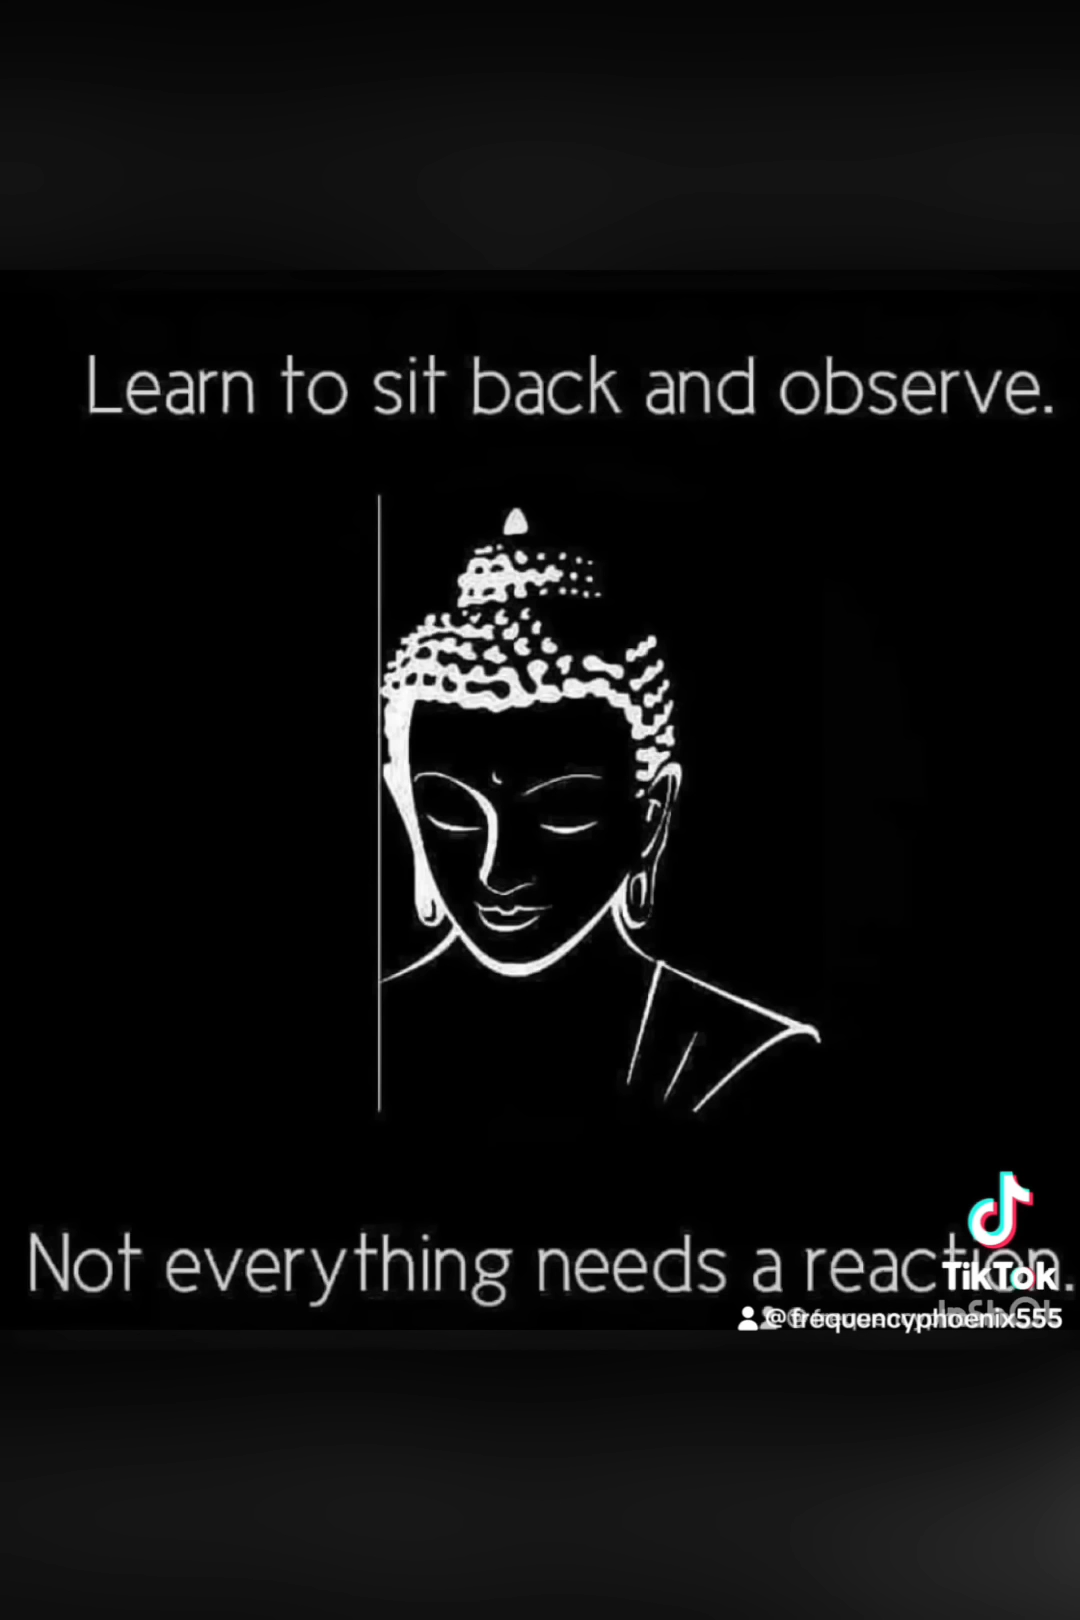 Learn to sit back and observe.
Not everything needs a reaction.
TikTok
@frequencyphoenix555